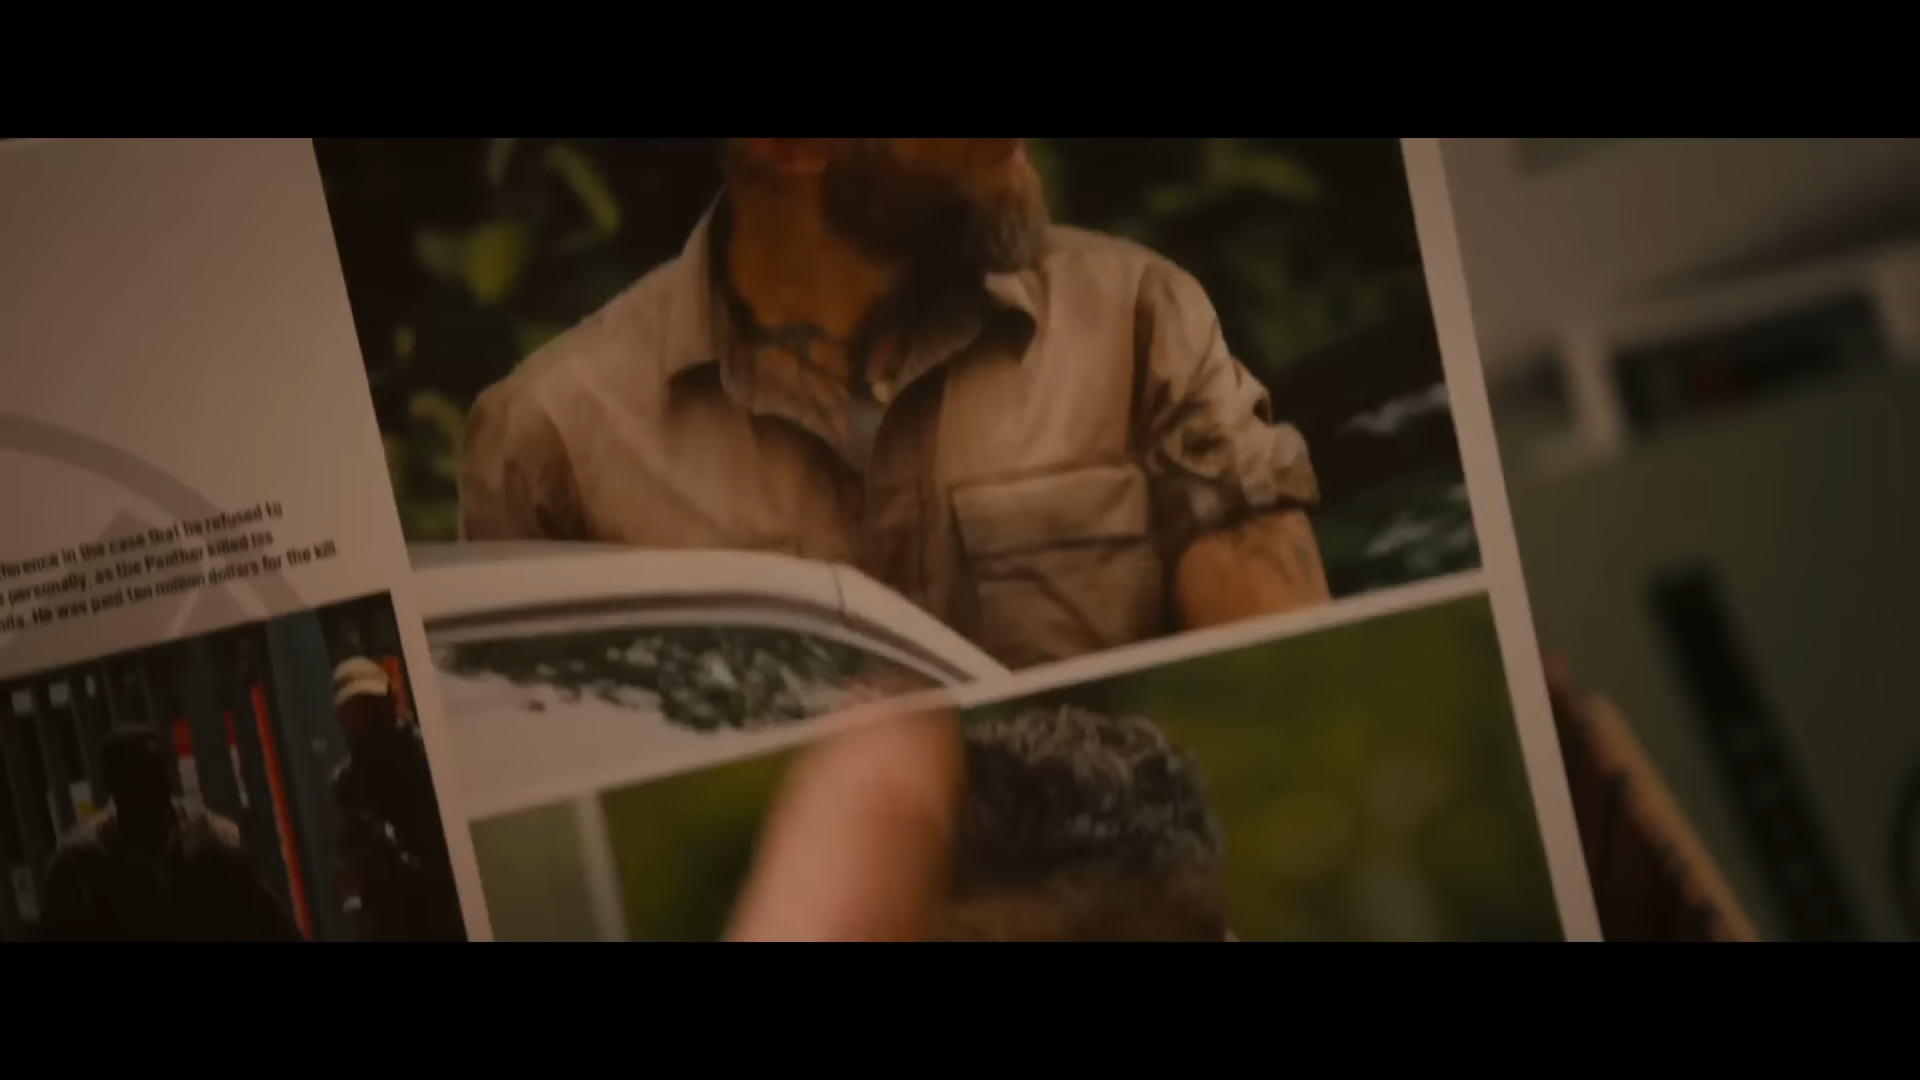 ference in the case that he refused to
personally, as the Panther killed his
nda. He was paid ten million dollars for the kill.